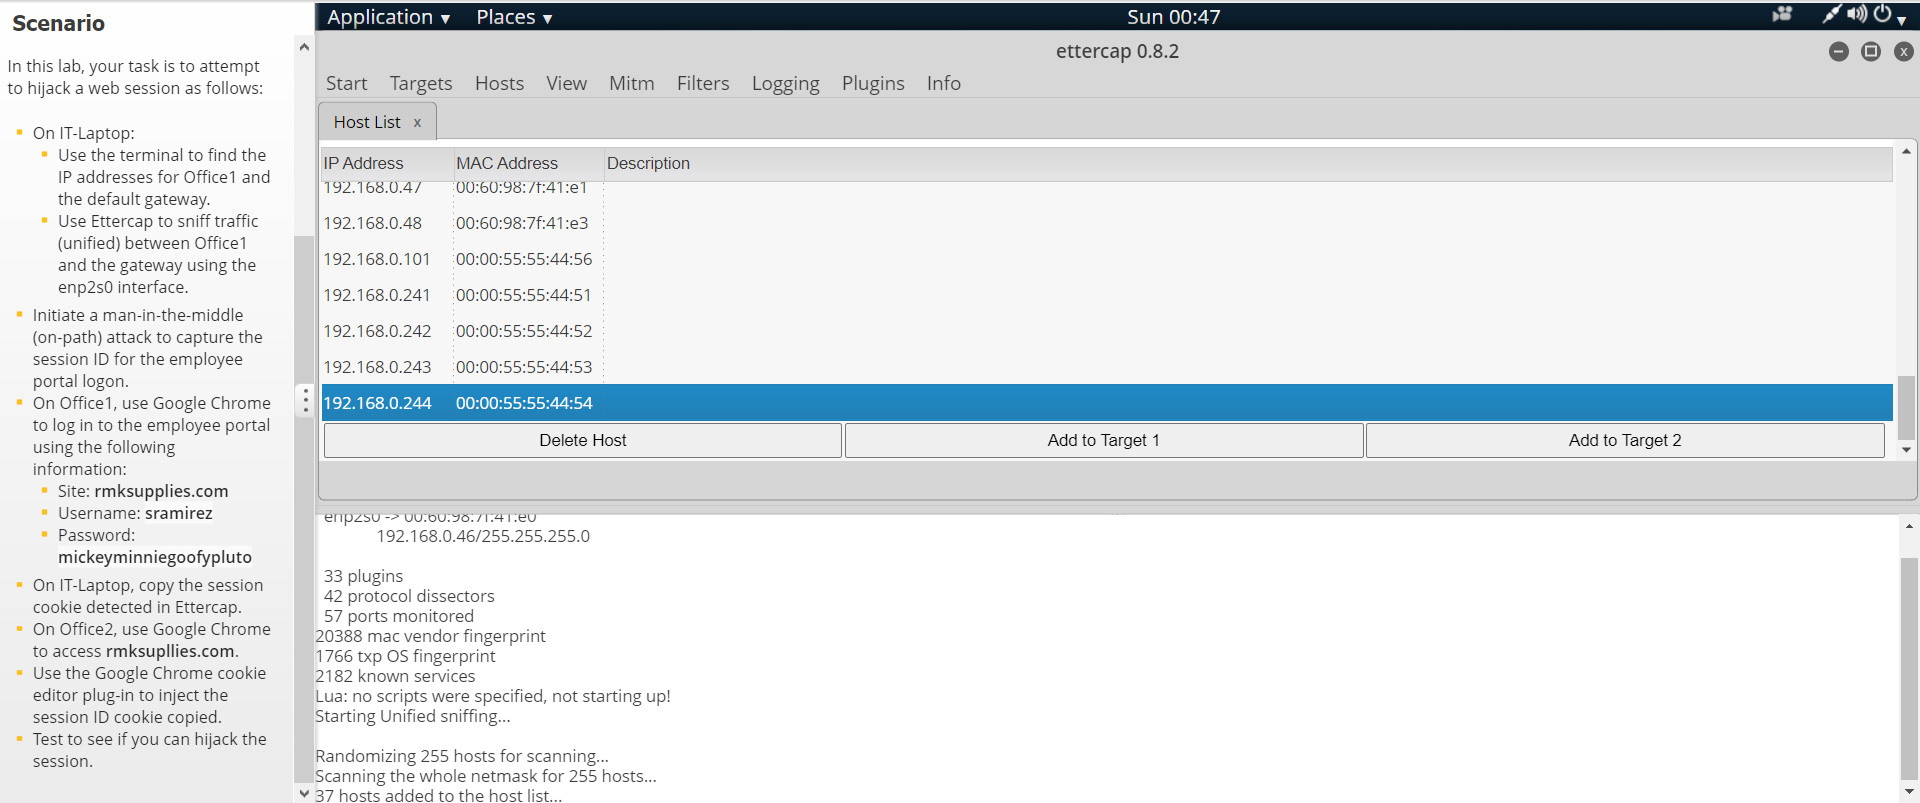 Scenario
In this lab, your task is to attempt
to hijack a web session as follows:
On IT-Laptop:
Use the terminal to find the
IP addresses for Office1 and
the default gateway.
Use Ettercap to sniff traffic
(unified) between Office1
and the gateway using the
enp2s0 interface.
Initiate a man-in-the-middle
(on-path) attack to capture the
session ID for the employee
portal logon.
On Office1, use Google Chrome
to log in to the employee portal
using the following
information:
Site: rmksupplies.com
Username: sramirez
Password:
mickeyminniegoofypluto
On IT-Laptop, copy the session
cookie detected in Ettercap.
On Office2, use Google Chrome
to access rmksupllies.com.
Use the Google Chrome cookie
editor plug-in to inject the
session ID cookie copied.
Test to see if you can hijack the
session.
Application Places Sun 00:47
ettercap 0.8.2
Start Targets Hosts View Mitm Filters Logging Plugins Info
Host List x
IP Address MAC Address Description
192.168.0.47 00:60:98:7f:41:e1
192.168.0.48 00:60:98:7f:41:e3
192.168.0.101 00:00:55:55:44:56
192.168.0.241 00:00:55:55:44:51
192.168.0.242 00:00:55:55:44:52
192.168.0.243 00:00:55:55:44:53
192.168.0.244 00:00:55:55:44:54
Delete Host Add to Target 1 Add to Target 2
enp2s0 -> 00:60:98:7f:41:e0
192.168.0.46/255.255.255.0
33 plugins
42 protocol dissectors
57 ports monitored
20388 mac vendor fingerprint
1766 txp OS fingerprint
2182 known services
Lua: no scripts were specified, not starting up!
Starting Unified sniffing...
Randomizing 255 hosts for scanning...
Scanning the whole netmask for 255 hosts...
37 hosts added to the host list...